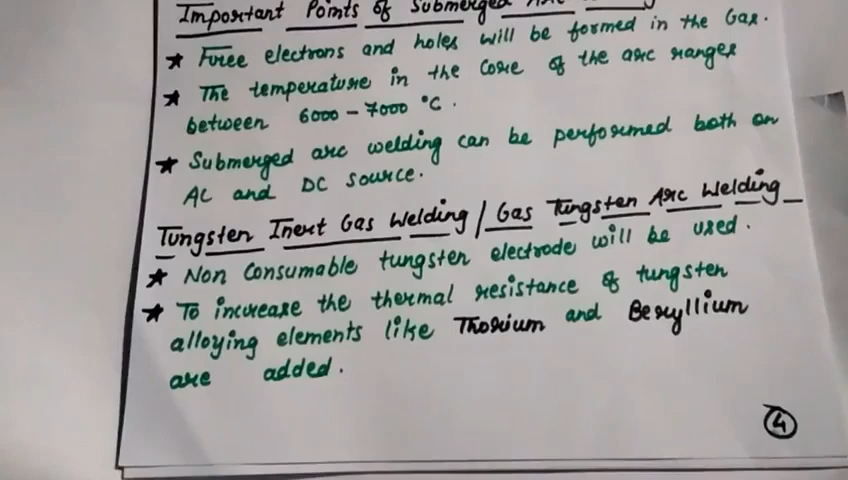 Important Points of Submerged Arc
★ Free electrons and holes will be formed in the Gas.
★ The temperature in the core of the arc ranges
between 6000 - 7000 °C.
★ Submerged arc welding can be performed both on
AC and DC source.
Tungsten Inert Gas Welding / Gas Tungsten Arc Welding
★ Non Consumable tungsten electrode will be used.
★ To increase the thermal resistance of tungsten
alloying elements like Thorium and Beryllium
are added.
4